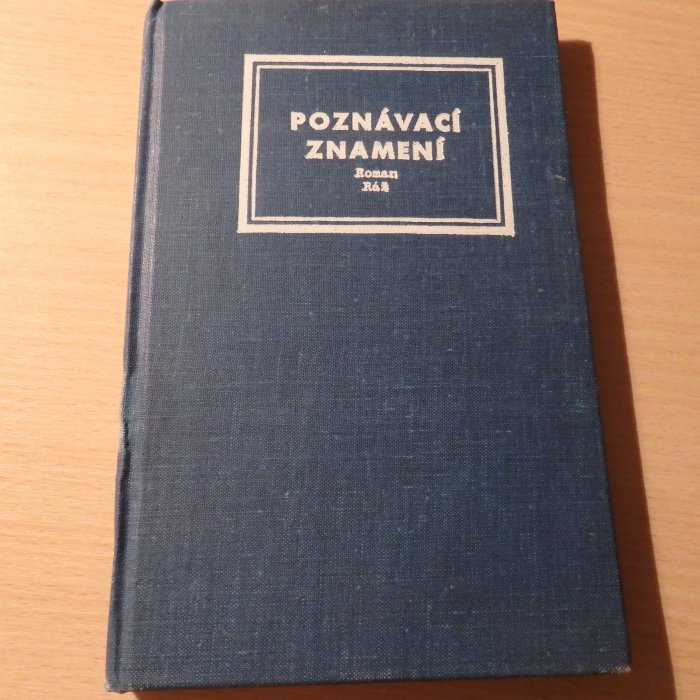 POZNÁVACÍ
ZNAMENÍ
Roman
Ráž